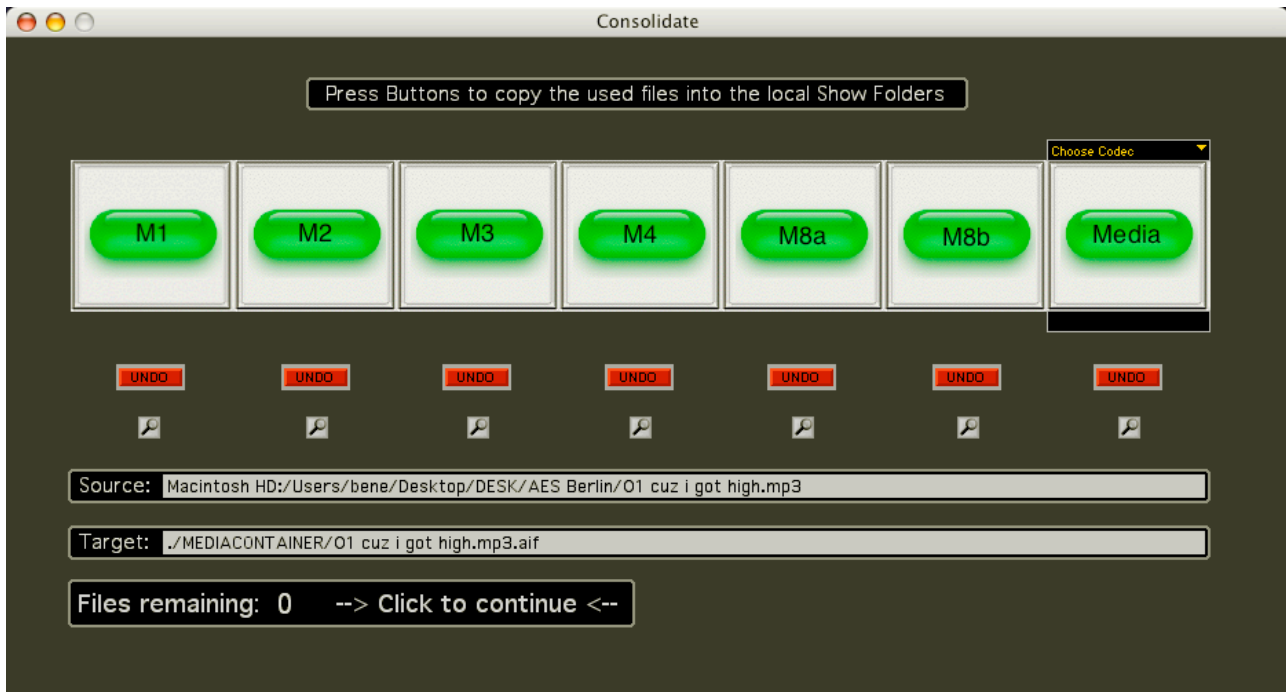 Consolidate
Press Buttons to copy the used files into the local Show Folders
Choose Codec
M1 M2 M3 M4 M8a M8b Media
UNDO UNDO UNDO UNDO UNDO UNDO UNDO
Source: Macintosh HD:/Users/bene/Desktop/DESK/AES Berlin/01 cuz i got high.mp3
Target: ./MEDIACONTAINER/01 cuz i got high.mp3.aif
Files remaining: 0 --> Click to continue <--